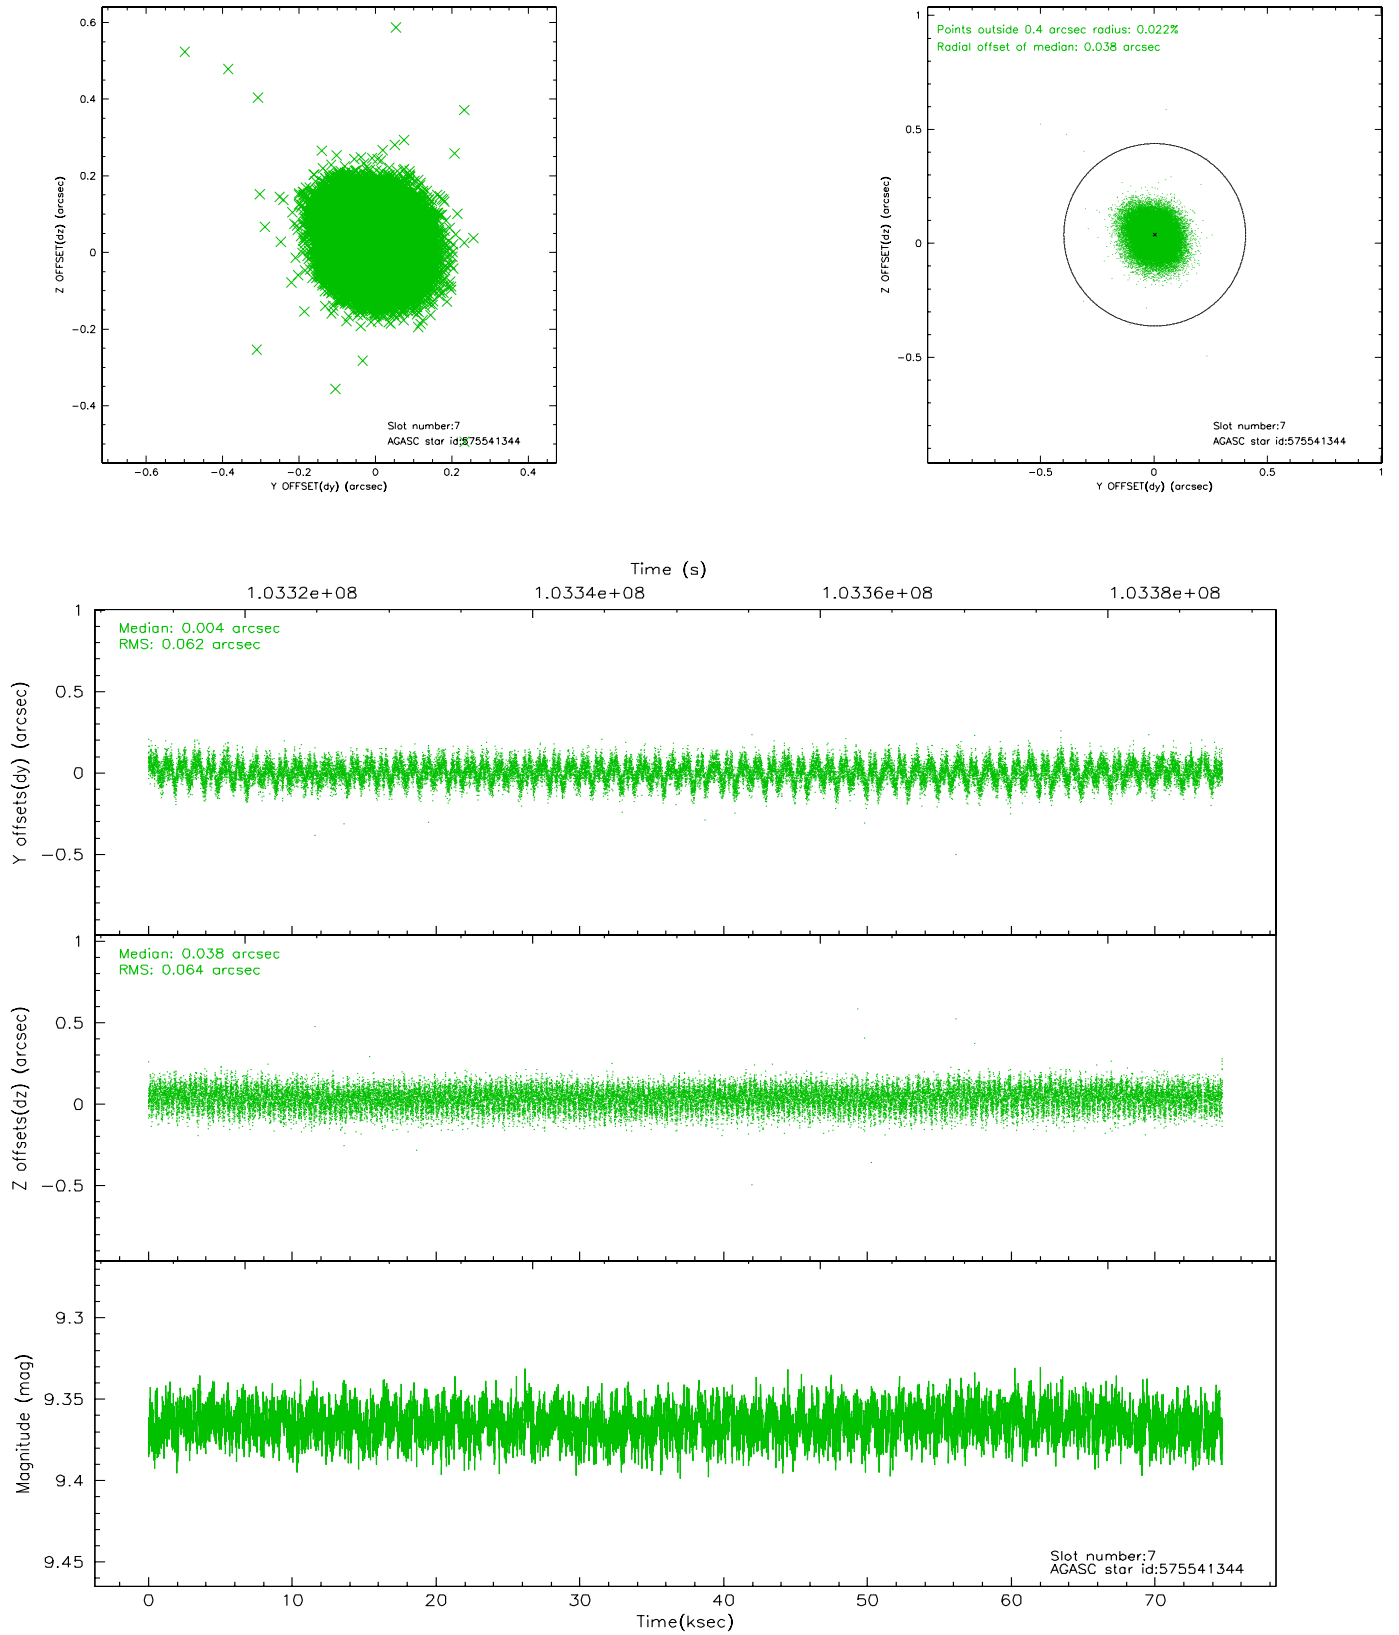 0.6
0.4
0.2
0
−0.2
−0.4
Z OFFSET(dz) (arcsec)
Slot number:7
AGASC star id:575541344
−0.6 −0.4 −0.2 0 0.2 0.4
Y OFFSET(dy) (arcsec)
1
0.5
0
−0.5
Z OFFSET(dz) (arcsec)
Points outside 0.4 arcsec radius: 0.022%
Radial offset of median: 0.038 arcsec
Slot number:7
AGASC star id:575541344
−0.5 0 0.5 1
Y OFFSET(dy) (arcsec)
Time (s)
1.0332e+08 1.0334e+08 1.0336e+08 1.0338e+08
Median: 0.004 arcsec
RMS: 0.062 arcsec
1
0.5
0
−0.5
Y offsets(dy) (arcsec)
Median: 0.038 arcsec
RMS: 0.064 arcsec
1
0.5
0
−0.5
Z offsets(dz) (arcsec)
9.3
9.35
9.4
9.45
Magnitude (mag)
Slot number:7
AGASC star id:575541344
0 10 20 30 40 50 60 70
Time(ksec)